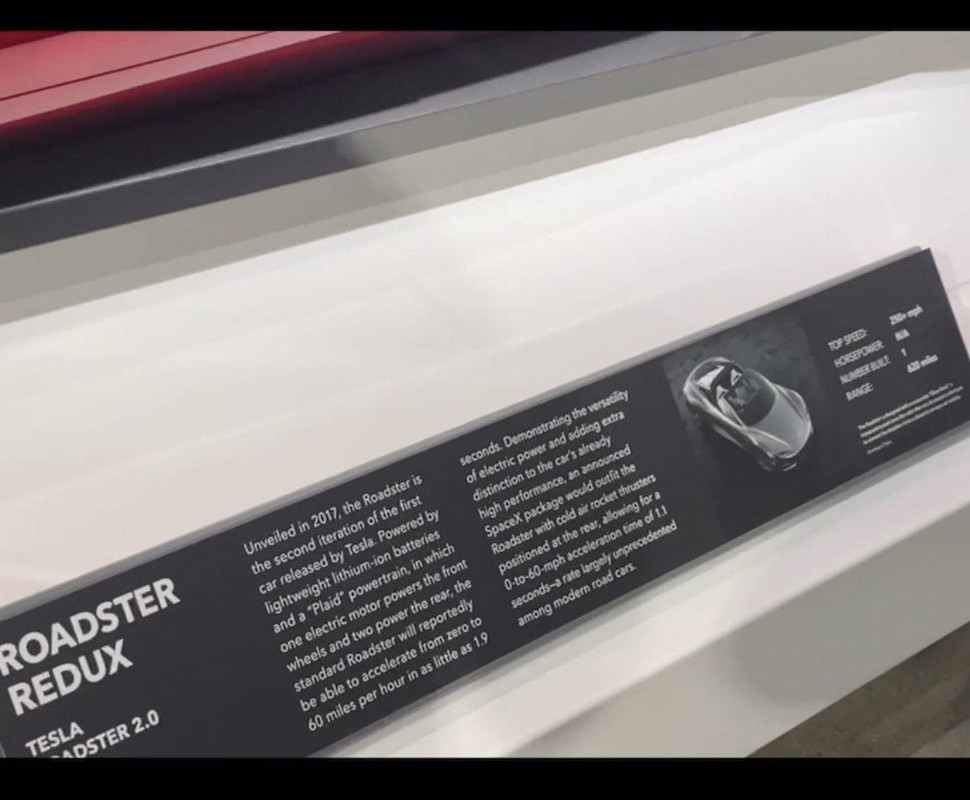 ROADSTER
REDUX
TESLA
ROADSTER 2.0
Unveiled in 2017, the Roadster is
the second iteration of the first
car released by Tesla. Powered by
lightweight lithium-ion batteries
and a "Plaid" powertrain, in which
one electric motor powers the front
wheels and two power the rear, the
standard Roadster will reportedly
be able to accelerate from zero to
60 miles per hour in as little as 1.9
seconds. Demonstrating the versatility
of electric power and adding extra
distinction to the car's already
high performance, an announced
SpaceX package would outfit the
Roadster with cold air rocket thrusters
positioned at the rear, allowing for a
0-to-60-mph acceleration time of 1.1
seconds—a rate largely unprecedented
among modern road cars.
TOP SPEED: 250+ mph
HORSEPOWER: N/A
NUMBER BUILT: 1
RANGE: 620 miles